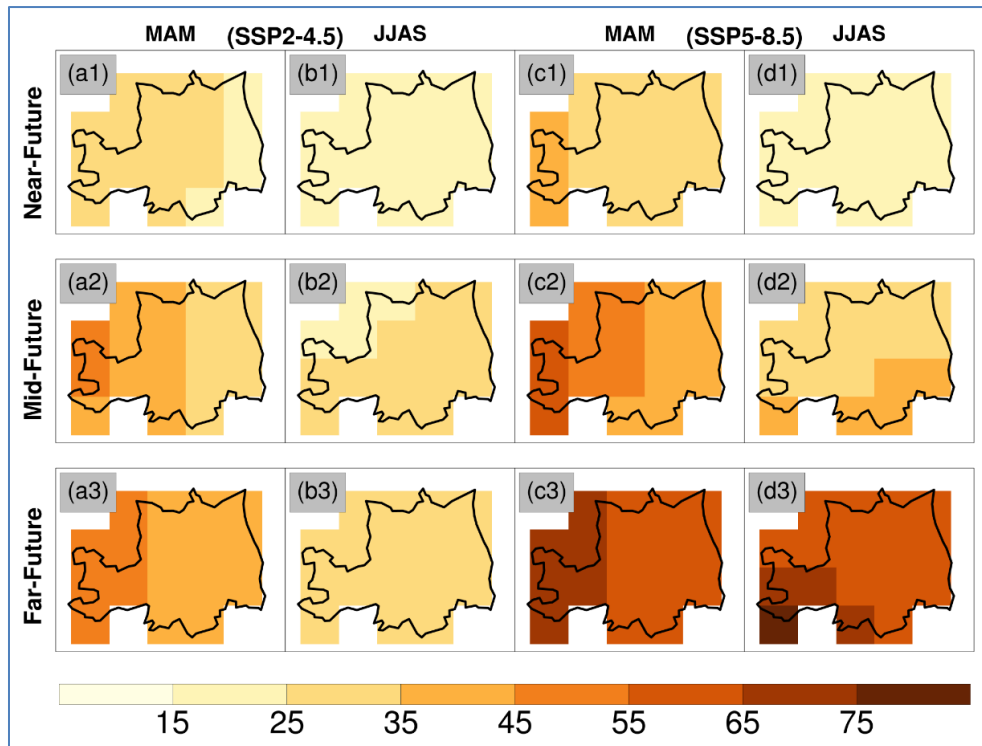 MAM (SSP2-4.5) JJAS MAM (SSP5-8.5) JJAS
Near-Future
(a1) (b1) (c1) (d1)
Mid-Future
(a2) (b2) (c2) (d2)
Far-Future
(a3) (b3) (c3) (d3)
15 25 35 45 55 65 75